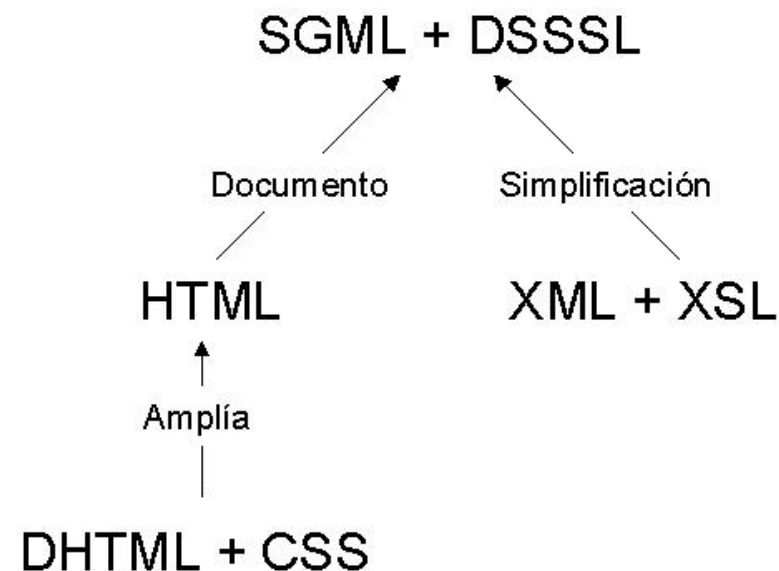 SGML + DSSSL
Documento
Simplificación
HTML
XML + XSL
Amplía
DHTML + CSS